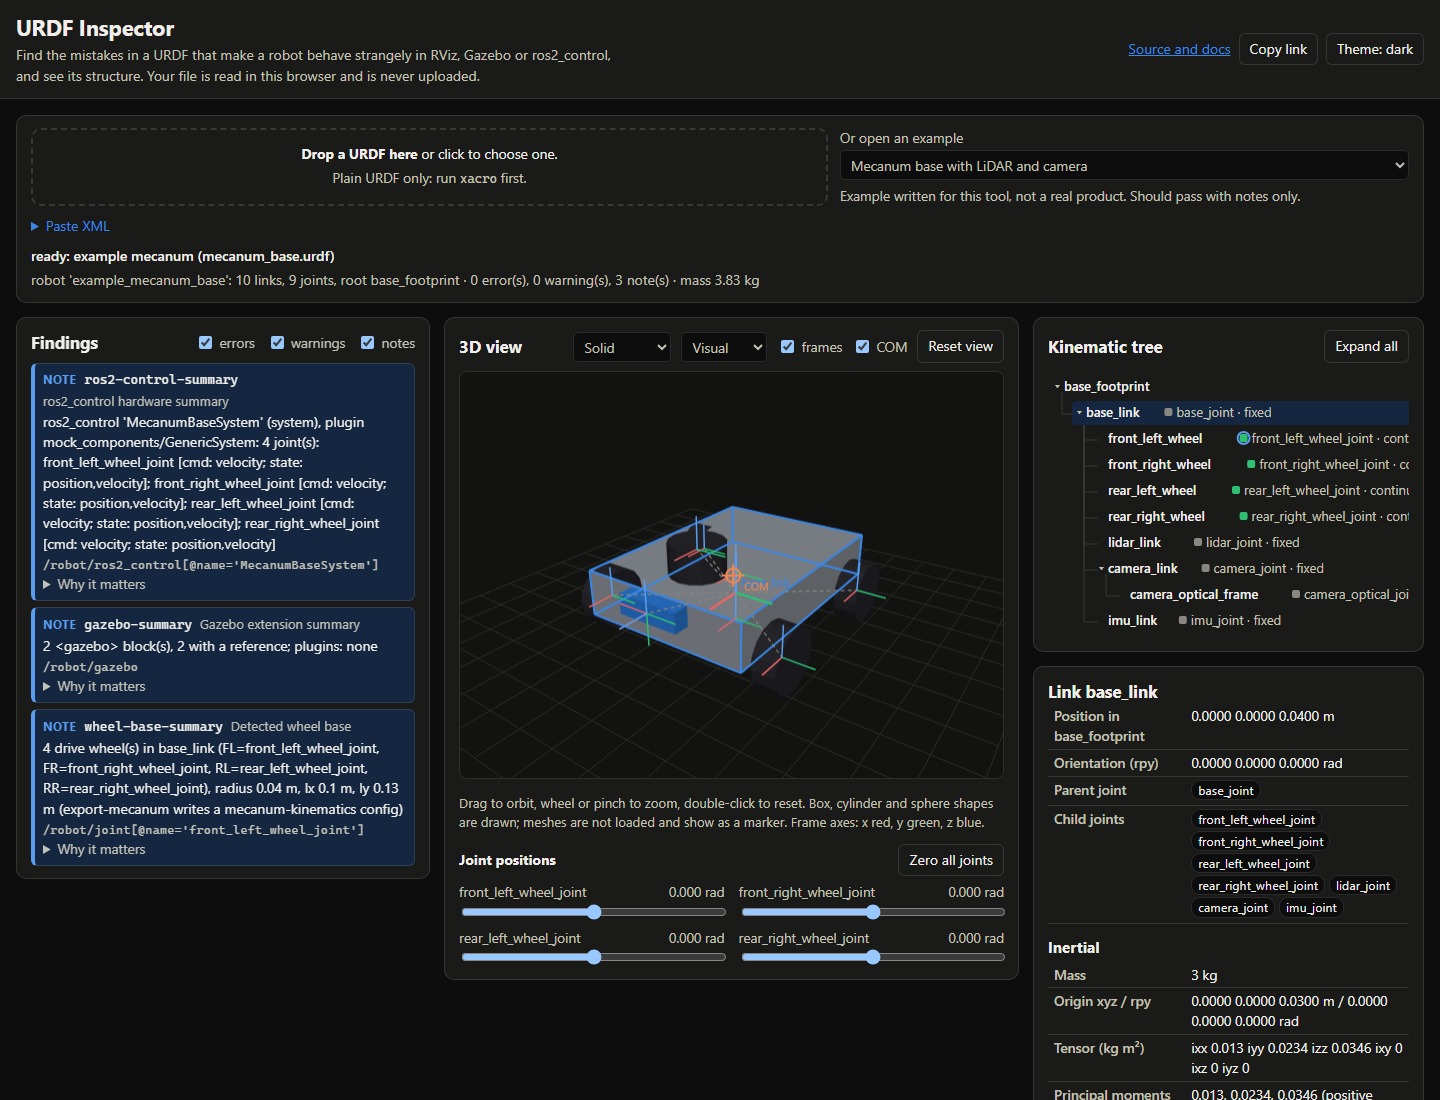 URDF Inspector
Find the mistakes in a URDF that make a robot behave strangely in RViz, Gazebo or ros2_control,
and see its structure. Your file is read in this browser and is never uploaded.
Source and docs
Copy link
Theme: dark
Drop a URDF here or click to choose one.
Plain URDF only: run xacro first.
Or open an example
Mecanum base with LiDAR and camera
Example written for this tool, not a real product. Should pass with notes only.
Paste XML
ready: example mecanum (mecanum_base.urdf)
robot 'example_mecanum_base': 10 links, 9 joints, root base_footprint · 0 error(s), 0 warning(s), 3 note(s) · mass 3.83 kg
Findings
errors
warnings
notes
NOTE ros2-control-summary
ros2_control hardware summary
ros2_control 'MecanumBaseSystem' (system), plugin
mock_components/GenericSystem: 4 joint(s):
front_left_wheel_joint [cmd: velocity; state:
position,velocity]; front_right_wheel_joint [cmd: velocity;
state: position,velocity]; rear_left_wheel_joint [cmd:
velocity; state: position,velocity]; rear_right_wheel_joint
[cmd: velocity; state: position,velocity]
/robot/ros2_control[@name='MecanumBaseSystem']
Why it matters
NOTE gazebo-summary Gazebo extension summary
2 <gazebo> block(s), 2 with a reference; plugins: none
/robot/gazebo
Why it matters
NOTE wheel-base-summary Detected wheel base
4 drive wheel(s) in base_link (FL=front_left_wheel_joint,
FR=front_right_wheel_joint, RL=rear_left_wheel_joint,
RR=rear_right_wheel_joint), radius 0.04 m, lx 0.1 m, ly 0.13
m (export-mecanum writes a mecanum-kinematics config)
/robot/joint[@name='front_left_wheel_joint']
Why it matters
3D view
Solid
Visual
frames
COM
Reset view
COM
Drag to orbit, wheel or pinch to zoom, double-click to reset. Box, cylinder and sphere shapes
are drawn; meshes are not loaded and show as a marker. Frame axes: x red, y green, z blue.
Joint positions
Zero all joints
front_left_wheel_joint 0.000 rad
front_right_wheel_joint 0.000 rad
rear_left_wheel_joint 0.000 rad
rear_right_wheel_joint 0.000 rad
Kinematic tree
Expand all
base_footprint
base_link base_joint · fixed
front_left_wheel front_left_wheel_joint · cont
front_right_wheel front_right_wheel_joint · cc
rear_left_wheel rear_left_wheel_joint · continu
rear_right_wheel rear_right_wheel_joint · cont
lidar_link lidar_joint · fixed
camera_link camera_joint · fixed
camera_optical_frame camera_optical_joi
imu_link imu_joint · fixed
Link base_link
Position in 0.0000 0.0000 0.0400 m
base_footprint
Orientation (rpy) 0.0000 0.0000 0.0000 rad
Parent joint base_joint
Child joints front_left_wheel_joint
front_right_wheel_joint
rear_left_wheel_joint
rear_right_wheel_joint lidar_joint
camera_joint imu_joint
Inertial
Mass 3 kg
Origin xyz / rpy 0.0000 0.0000 0.0300 m / 0.0000
0.0000 0.0000 rad
Tensor (kg m²) ixx 0.013 iyy 0.0234 izz 0.0346 ixy 0
ixz 0 iyz 0
Principal moments 0.013, 0.0234, 0.0346 (positive